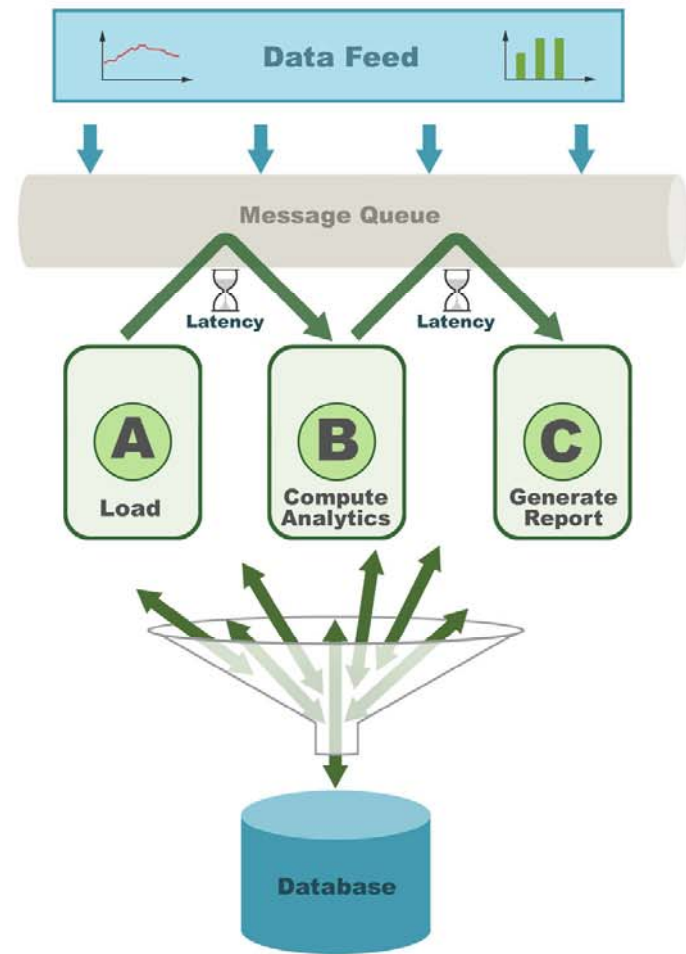 Data Feed
Message Queue
Latency
Latency
A
Load
B
Compute
Analytics
C
Generate
Report
Database